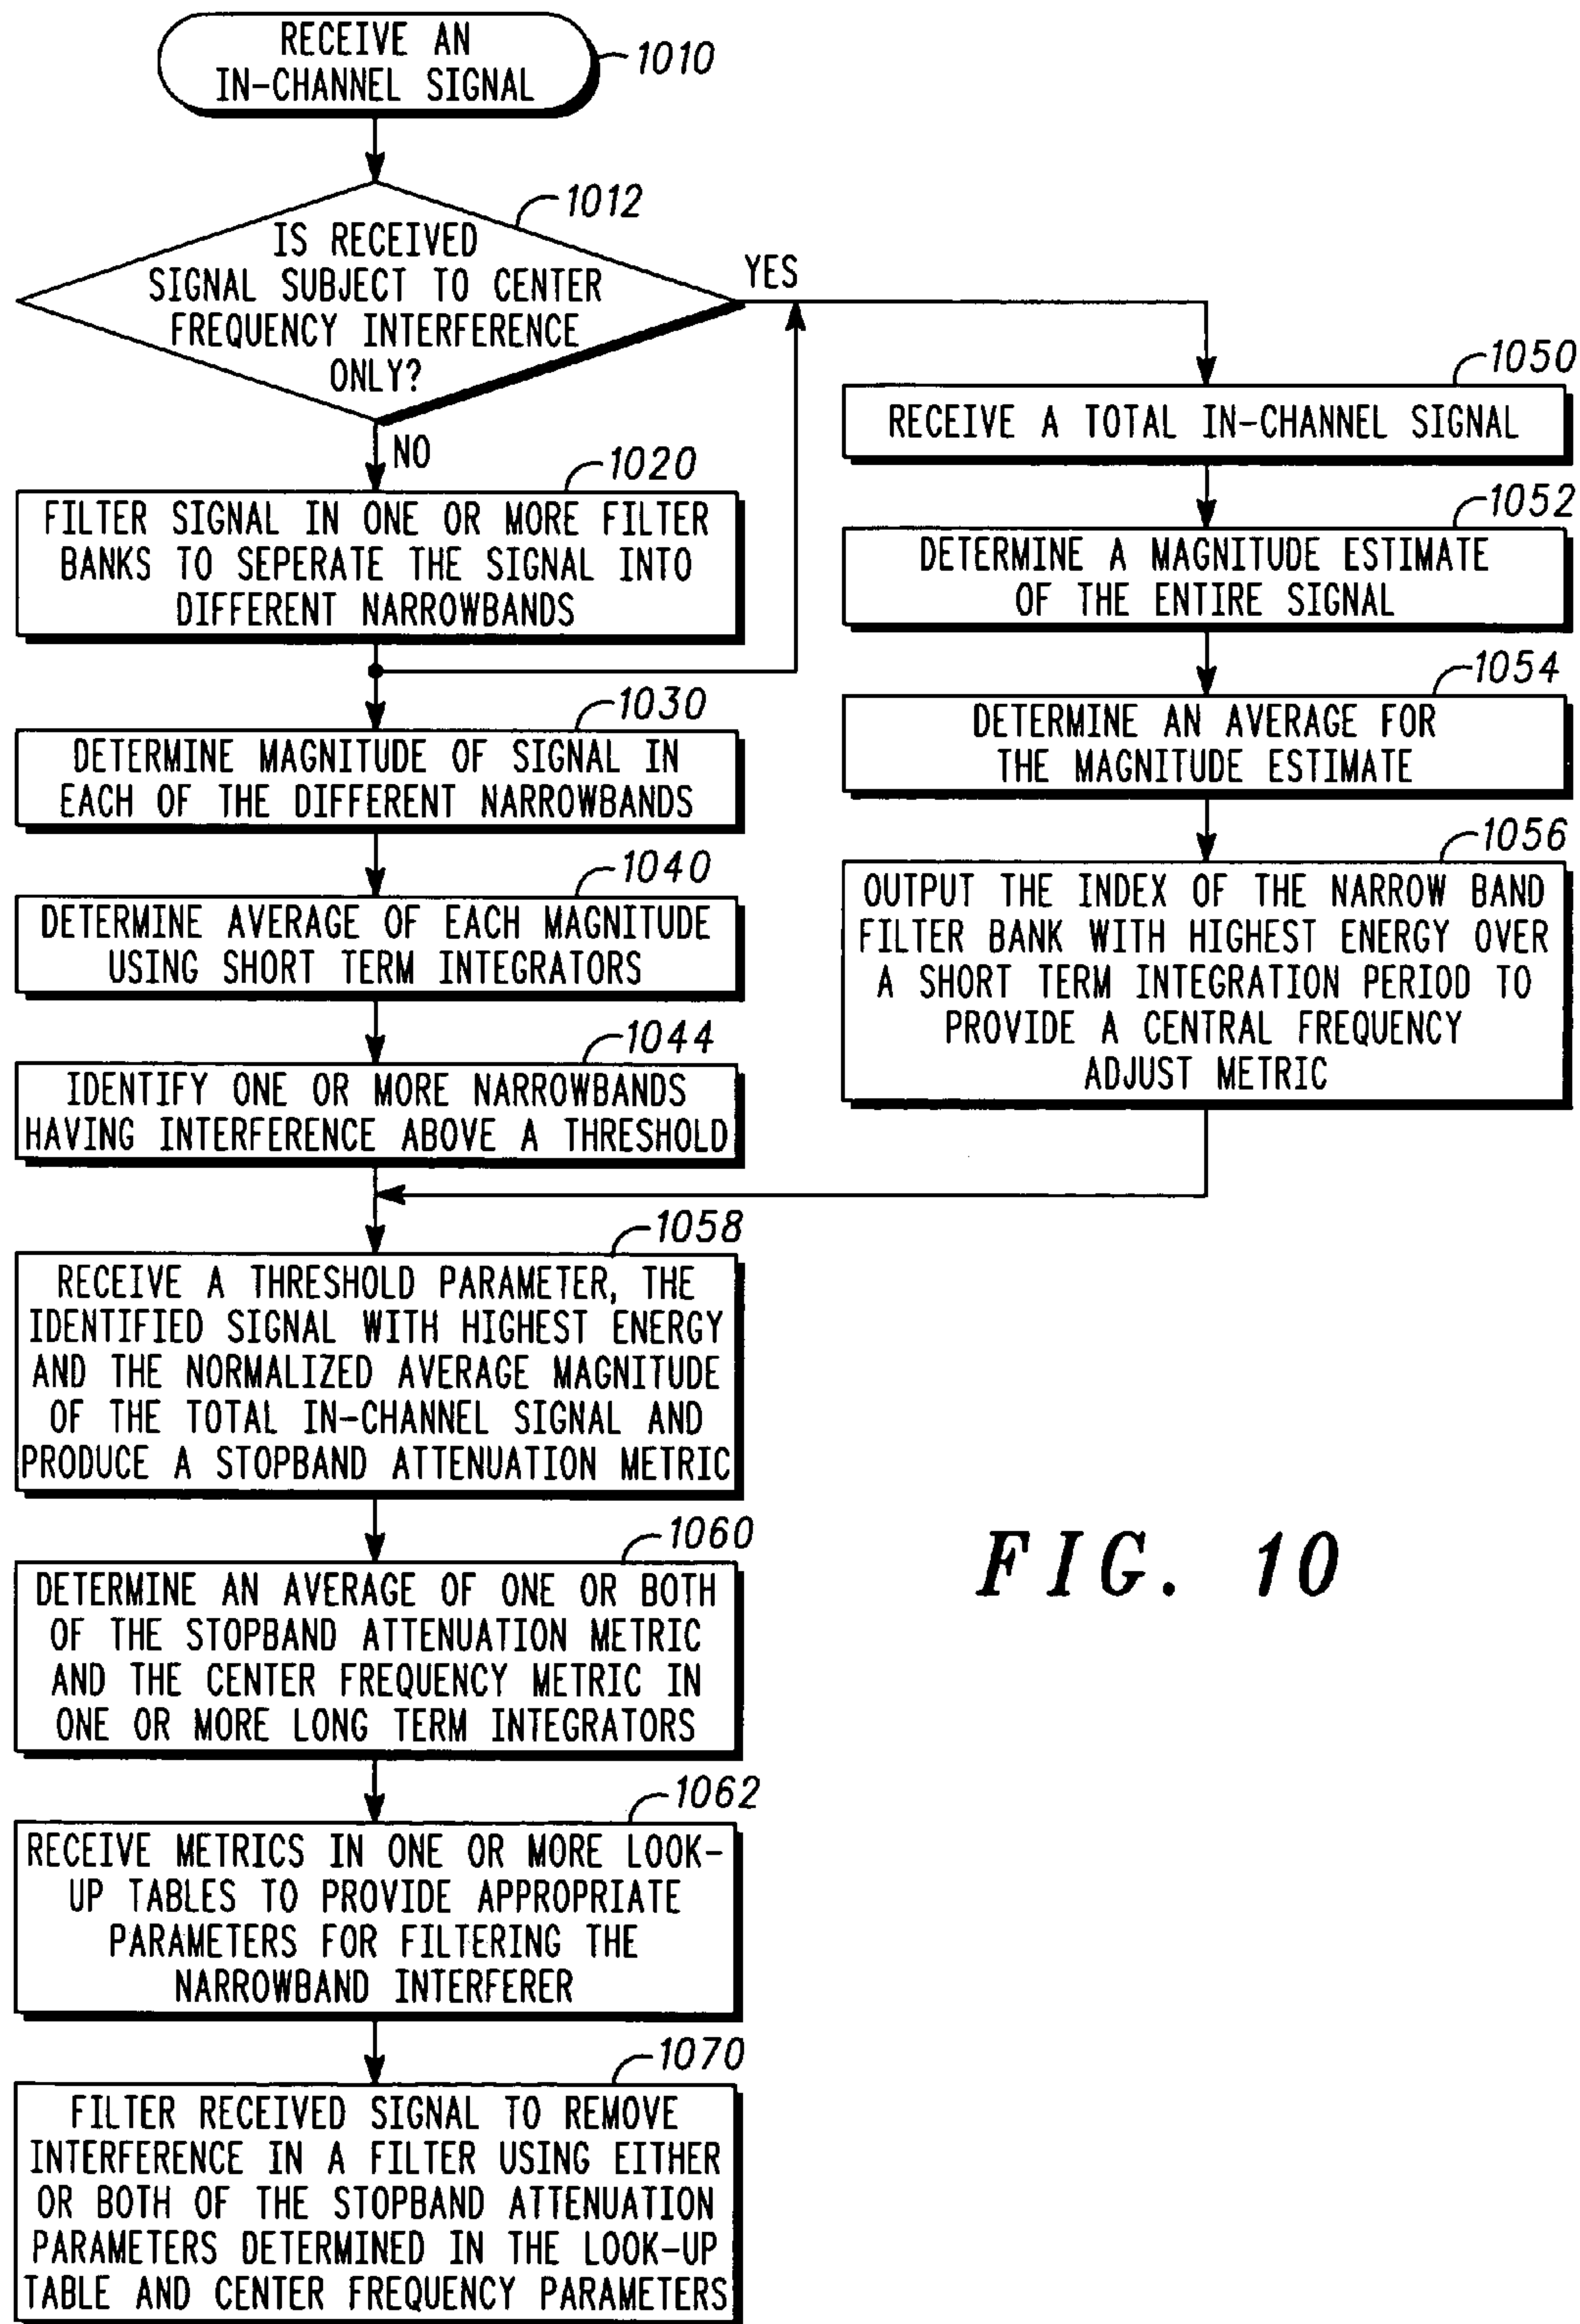 RECEIVE AN
IN-CHANNEL SIGNAL
1010
1012
IS RECEIVED
SIGNAL SUBJECT TO CENTER
FREQUENCY INTERFERENCE
ONLY?
YES
NO
1020
FILTER SIGNAL IN ONE OR MORE FILTER
BANKS TO SEPERATE THE SIGNAL INTO
DIFFERENT NARROWBANDS
1030
DETERMINE MAGNITUDE OF SIGNAL IN
EACH OF THE DIFFERENT NARROWBANDS
1040
DETERMINE AVERAGE OF EACH MAGNITUDE
USING SHORT TERM INTEGRATORS
1044
IDENTIFY ONE OR MORE NARROWBANDS
HAVING INTERFERENCE ABOVE A THRESHOLD
1050
RECEIVE A TOTAL IN-CHANNEL SIGNAL
1052
DETERMINE A MAGNITUDE ESTIMATE
OF THE ENTIRE SIGNAL
1054
DETERMINE AN AVERAGE FOR
THE MAGNITUDE ESTIMATE
1056
OUTPUT THE INDEX OF THE NARROW BAND
FILTER BANK WITH HIGHEST ENERGY OVER
A SHORT TERM INTEGRATION PERIOD TO
PROVIDE A CENTRAL FREQUENCY
ADJUST METRIC
1058
RECEIVE A THRESHOLD PARAMETER, THE
IDENTIFIED SIGNAL WITH HIGHEST ENERGY
AND THE NORMALIZED AVERAGE MAGNITUDE
OF THE TOTAL IN-CHANNEL SIGNAL AND
PRODUCE A STOPBAND ATTENUATION METRIC
1060
DETERMINE AN AVERAGE OF ONE OR BOTH
OF THE STOPBAND ATTENUATION METRIC
AND THE CENTER FREQUENCY METRIC IN
ONE OR MORE LONG TERM INTEGRATORS
1062
RECEIVE METRICS IN ONE OR MORE LOOK-
UP TABLES TO PROVIDE APPROPRIATE
PARAMETERS FOR FILTERING THE
NARROWBAND INTERFERER
1070
FILTER RECEIVED SIGNAL TO REMOVE
INTERFERENCE IN A FILTER USING EITHER
OR BOTH OF THE STOPBAND ATTENUATION
PARAMETERS DETERMINED IN THE LOOK-UP
TABLE AND CENTER FREQUENCY PARAMETERS
FIG. 10